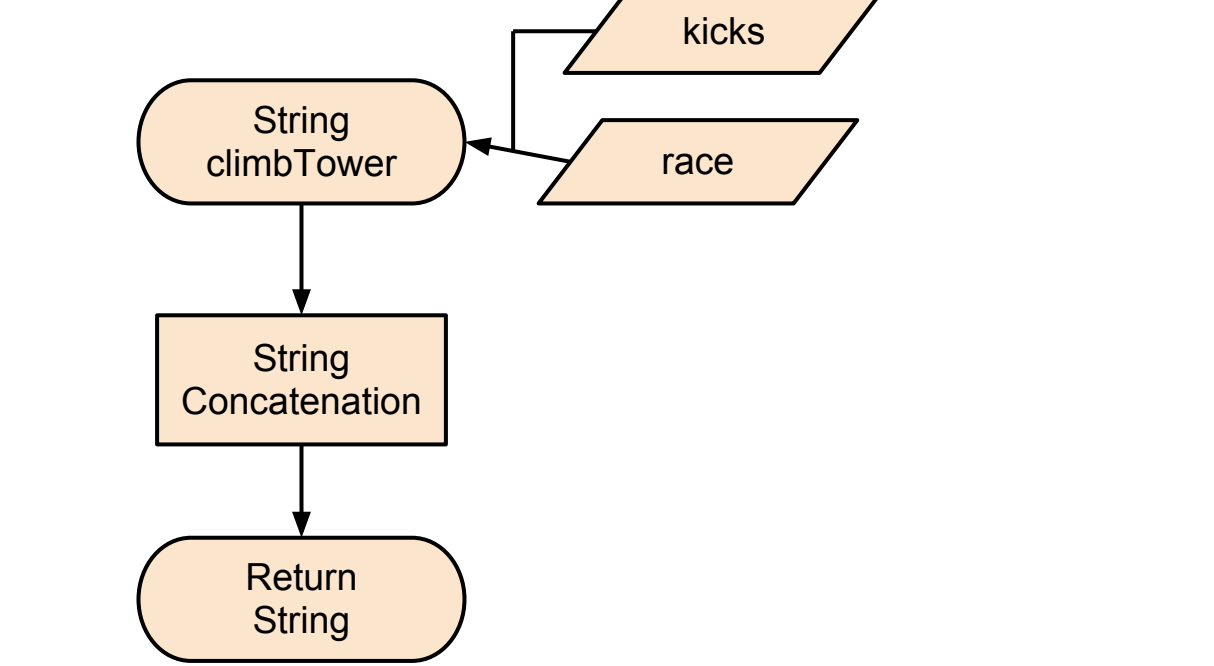 kicks
String
climbTower
race
String
Concatenation
Return
String